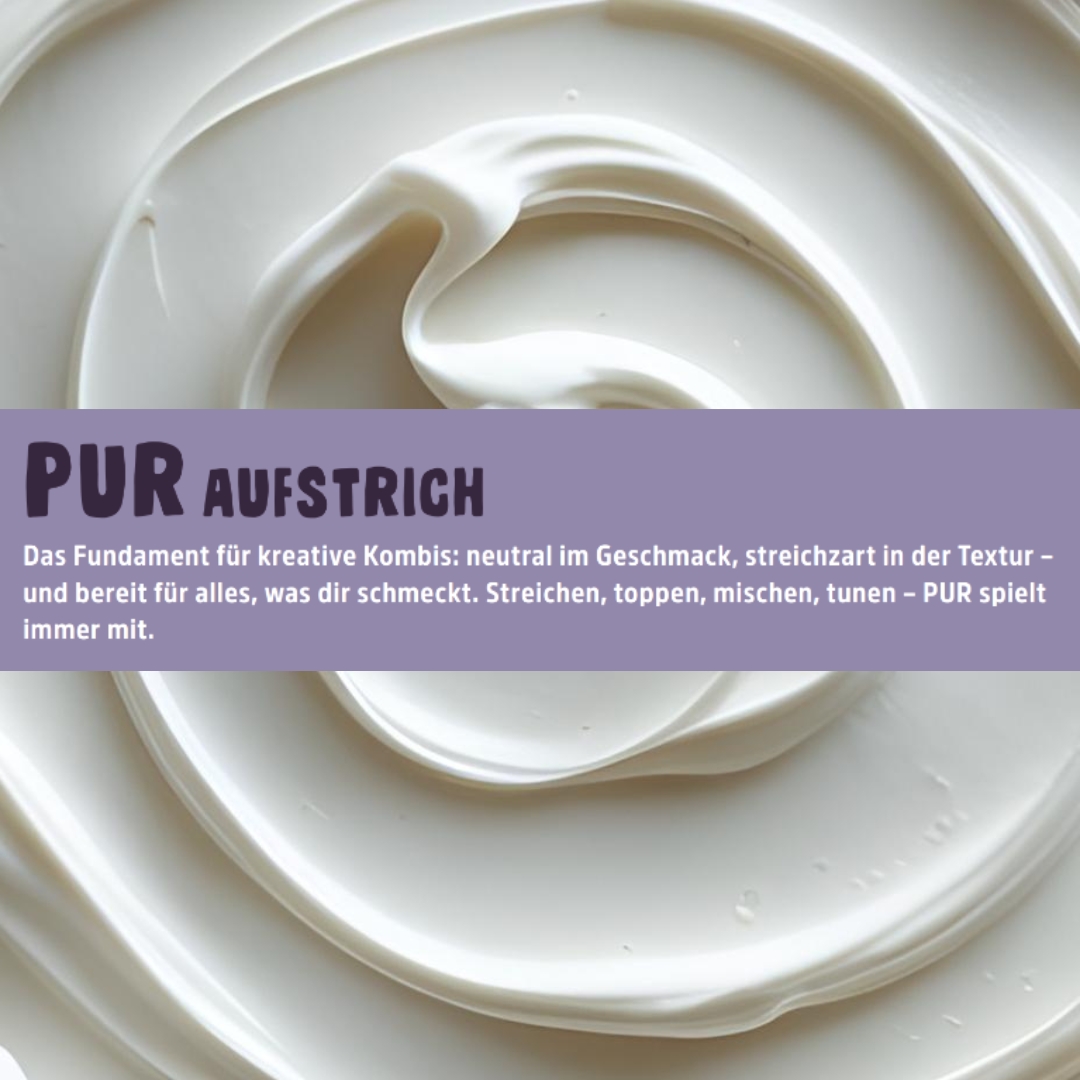 PUR AUFSTRICH
Das Fundament für kreative Kombis: neutral im Geschmack, streichzart in der Textur –
und bereit für alles, was dir schmeckt. Streichen, toppen, mischen, tunen – PUR spielt
immer mit.